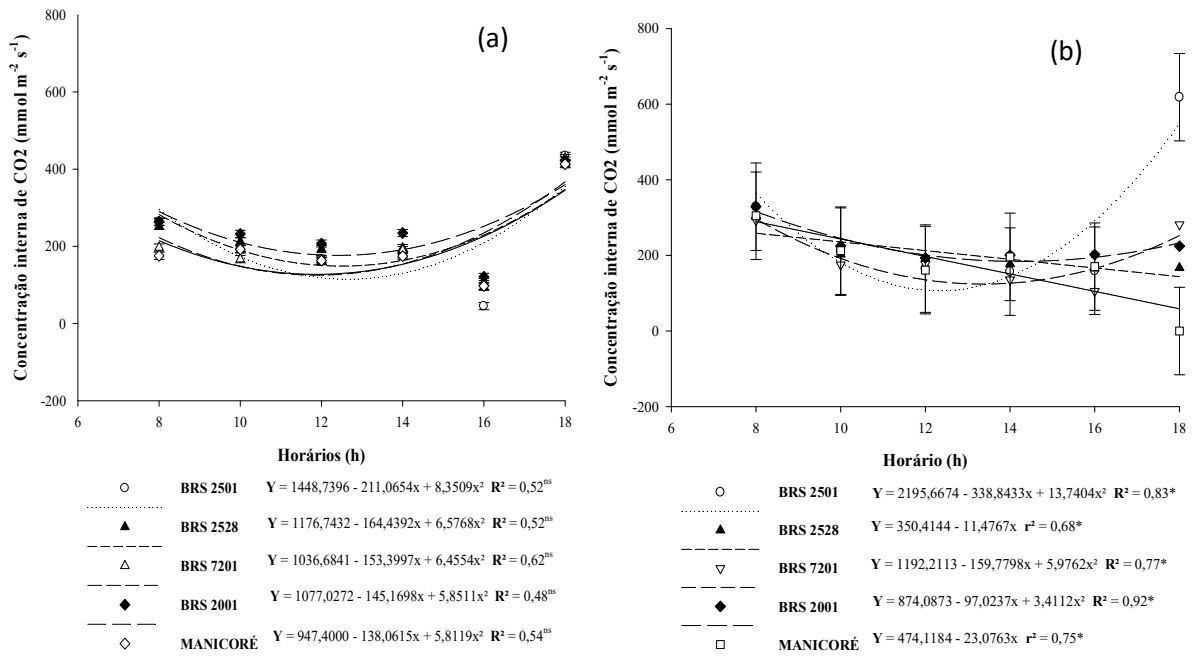 (a)
Concentração interna de CO2 (mmol m⁻² s⁻¹)
800
600
400
200
0
-200
6
8
10
12
14
16
18
Horários (h)
BRS 2501 Y = 1448,7396 - 211,0654x + 8,3509x² R² = 0,52ⁿˢ
BRS 2528 Y = 1176,7432 - 164,4392x + 6,5768x² R² = 0,52ⁿˢ
BRS 7201 Y = 1036,6841 - 153,3997x + 6,4554x² R² = 0,62ⁿˢ
BRS 2001 Y = 1077,0272 - 145,1698x + 5,8511x² R² = 0,48ⁿˢ
MANICORÉ Y = 947,4000 - 138,0615x + 5,8119x² R² = 0,54ⁿˢ
(b)
Concentração interna de CO2 (mmol m⁻² s⁻¹)
800
600
400
200
0
-200
6
8
10
12
14
16
18
Horário (h)
BRS 2501 Y = 2195,6674 - 338,8433x + 13,7404x² R² = 0,83*
BRS 2528 Y = 350,4144 - 11,4767x r² = 0,68*
BRS 7201 Y = 1192,2113 - 159,7798x + 5,9762x² R² = 0,77*
BRS 2001 Y = 874,0873 - 97,0237x + 3,4112x² R² = 0,92*
MANICORÉ Y = 474,1184 - 23,0763x r² = 0,75*